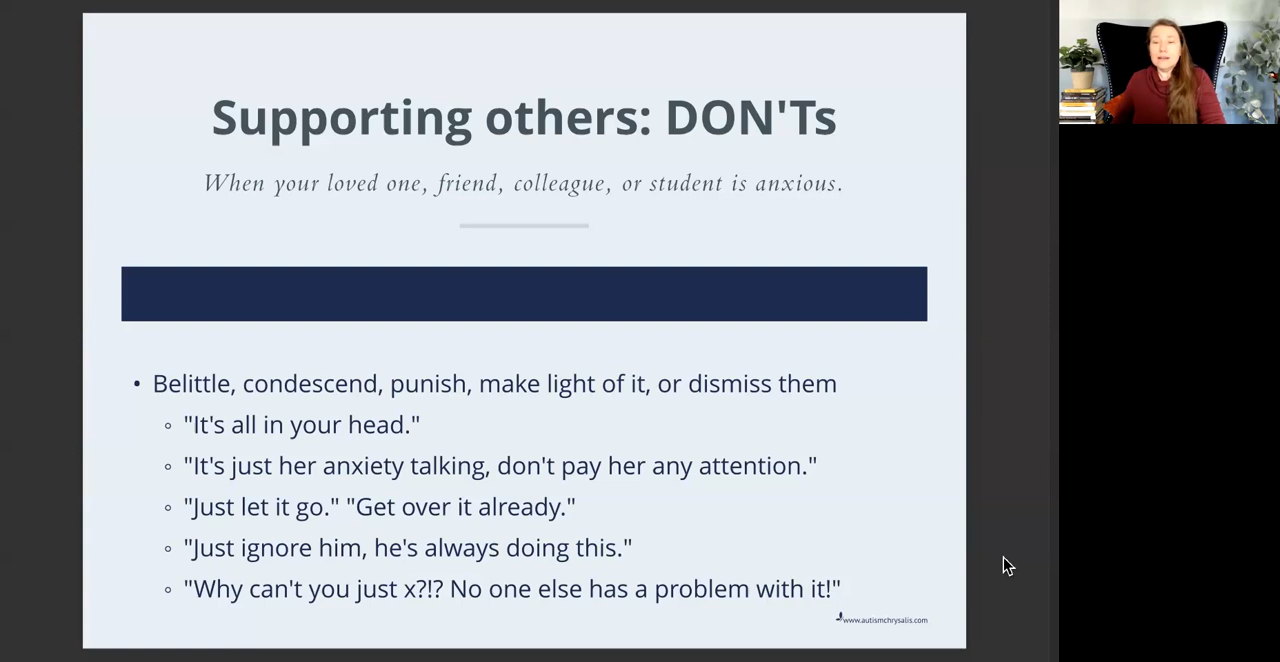 Supporting others: DON'Ts
When your loved one, friend, colleague, or student is anxious.
• Belittle, condescend, punish, make light of it, or dismiss them
◦ "It's all in your head."
◦ "It's just her anxiety talking, don't pay her any attention."
◦ "Just let it go." "Get over it already."
◦ "Just ignore him, he's always doing this."
◦ "Why can't you just x?!? No one else has a problem with it!"
www.autismchrysalis.com